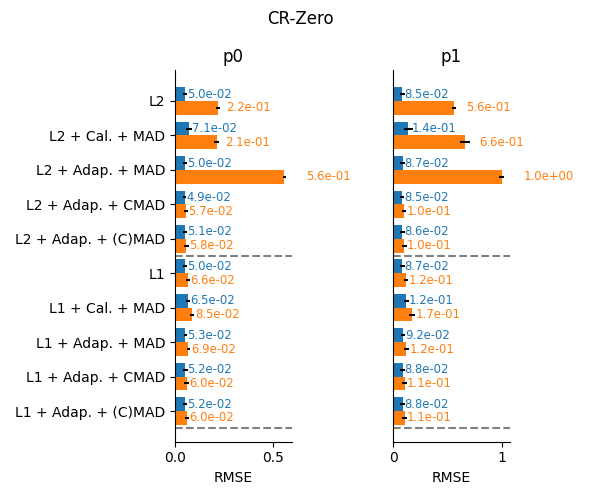 CR-Zero
p0 p1
L2 5.0e-02 8.5e-02
2.2e-01 5.6e-01
L2 + Cal. + MAD 7.1e-02 1.4e-01
2.1e-01 6.6e-01
L2 + Adap. + MAD 5.0e-02 8.7e-02
5.6e-01 1.0e+00
L2 + Adap. + CMAD 4.9e-02 8.5e-02
5.7e-02 1.0e-01
L2 + Adap. + (C)MAD 5.1e-02 8.6e-02
5.8e-02 1.0e-01
L1 5.0e-02 8.7e-02
6.6e-02 1.2e-01
L1 + Cal. + MAD 6.5e-02 1.2e-01
8.5e-02 1.7e-01
L1 + Adap. + MAD 5.3e-02 9.2e-02
6.9e-02 1.2e-01
L1 + Adap. + CMAD 5.2e-02 8.8e-02
6.0e-02 1.1e-01
L1 + Adap. + (C)MAD 5.2e-02 8.8e-02
6.0e-02 1.1e-01
0.0 0.5 0 1
RMSE RMSE